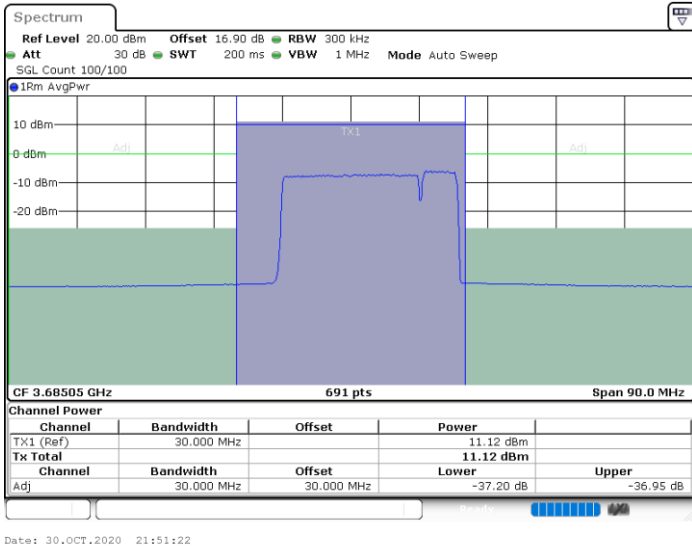 Spectrum
Ref Level 20.00 dBm Offset 16.90 dB RBW 300 kHz
Att 30 dB SWT 200 ms VBW 1 MHz Mode Auto Sweep
SGL Count 100/100
1Rm AvgPwr
10 dBm
TX1
Adj Adj
0 dBm
-10 dBm
-20 dBm
CF 3.68505 GHz 691 pts Span 90.0 MHz
Channel Power
Channel Bandwidth Offset Power
TX1 (Ref) 30.000 MHz 11.12 dBm
Tx Total 11.12 dBm
Channel Bandwidth Offset Lower Upper
Adj 30.000 MHz 30.000 MHz -37.20 dB -36.95 dB
Ready
Date: 30.OCT.2020 21:51:22